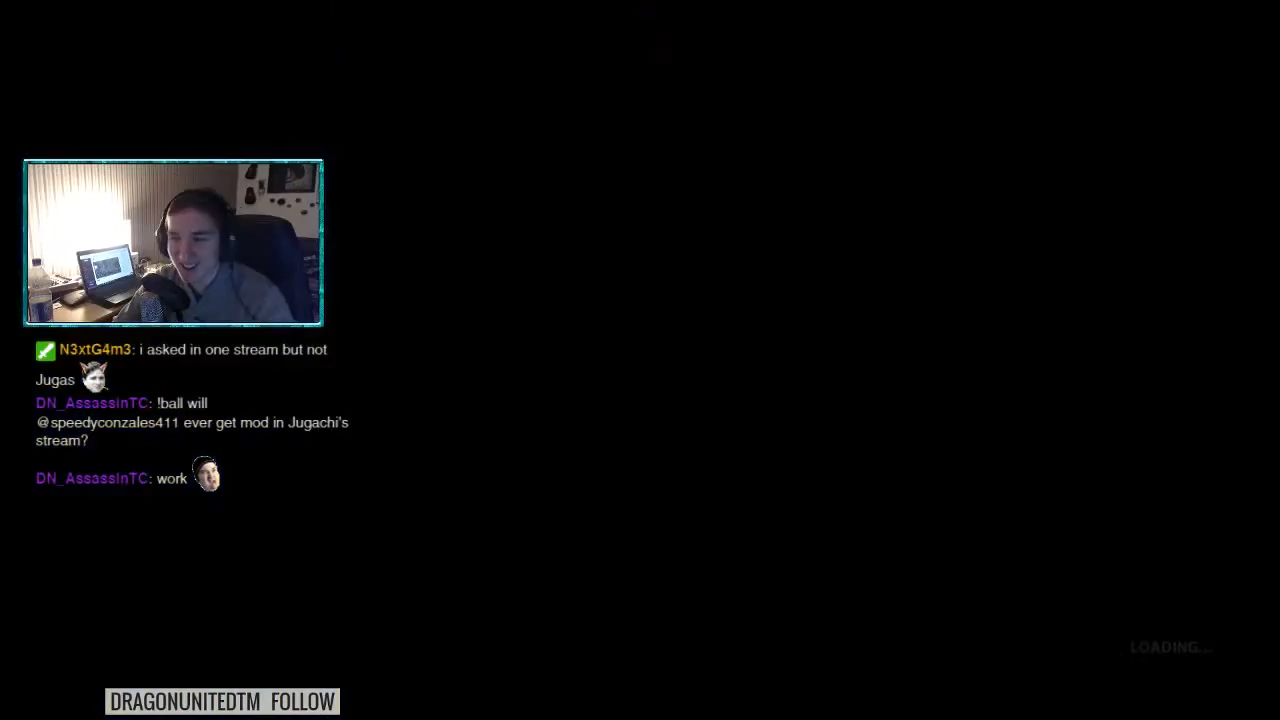 N3xtG4m3: i asked in one stream but not
Jugas
DN_AssassinTC: !ball will
@speedyconzales411 ever get mod in Jugachi's
stream?
DN_AssassinTC: work
LOADING...
DRAGONUNITEDTM FOLLOW